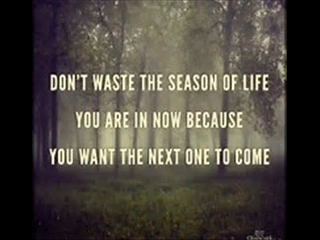 DON'T WASTE THE SEASON OF LIFE
YOU ARE IN NOW BECAUSE
YOU WANT THE NEXT ONE TO COME